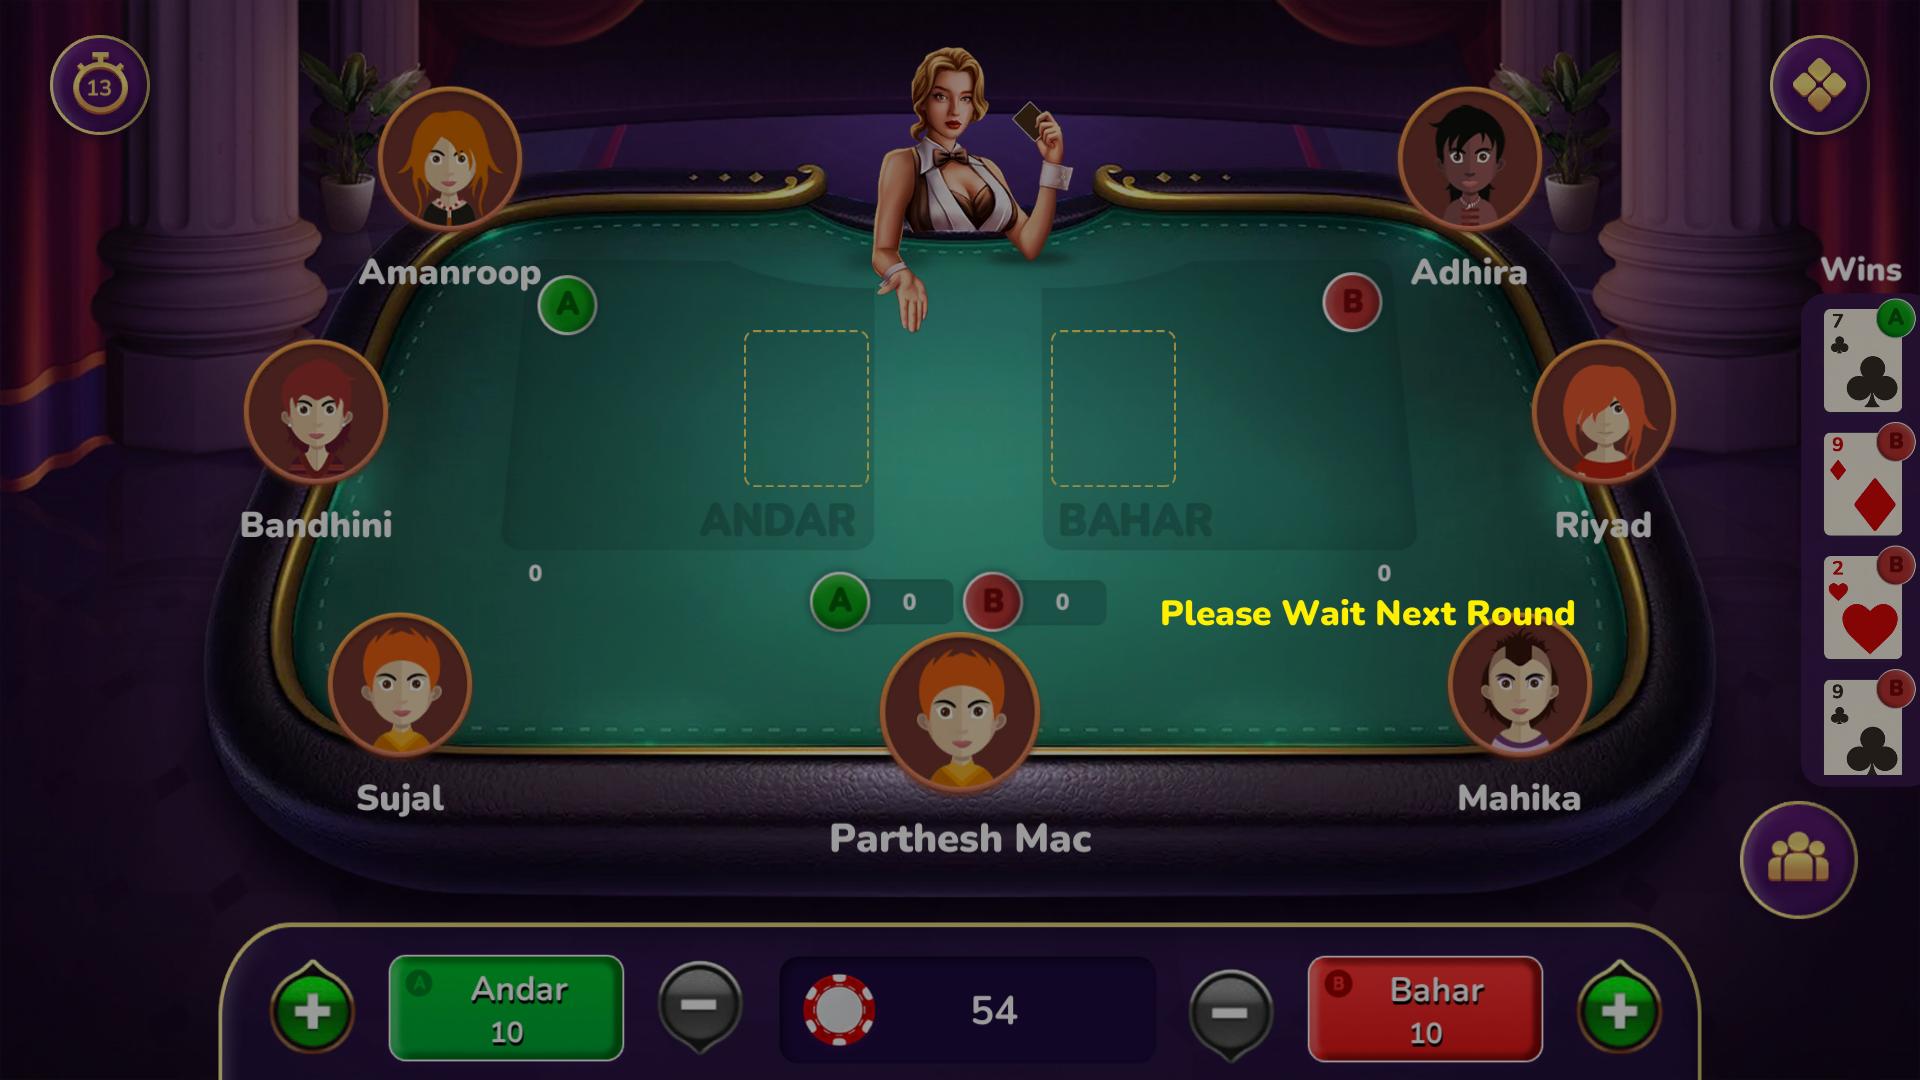 13
Amanroop
Adhira
Wins
A
B
7
A
9
B
2
B
9
B
ANDAR
BAHAR
Bandhini
Riyad
0
0
A
0
B
0
Please Wait Next Round
Sujal
Mahika
Parthesh Mac
A
Andar
10
54
B
Bahar
10